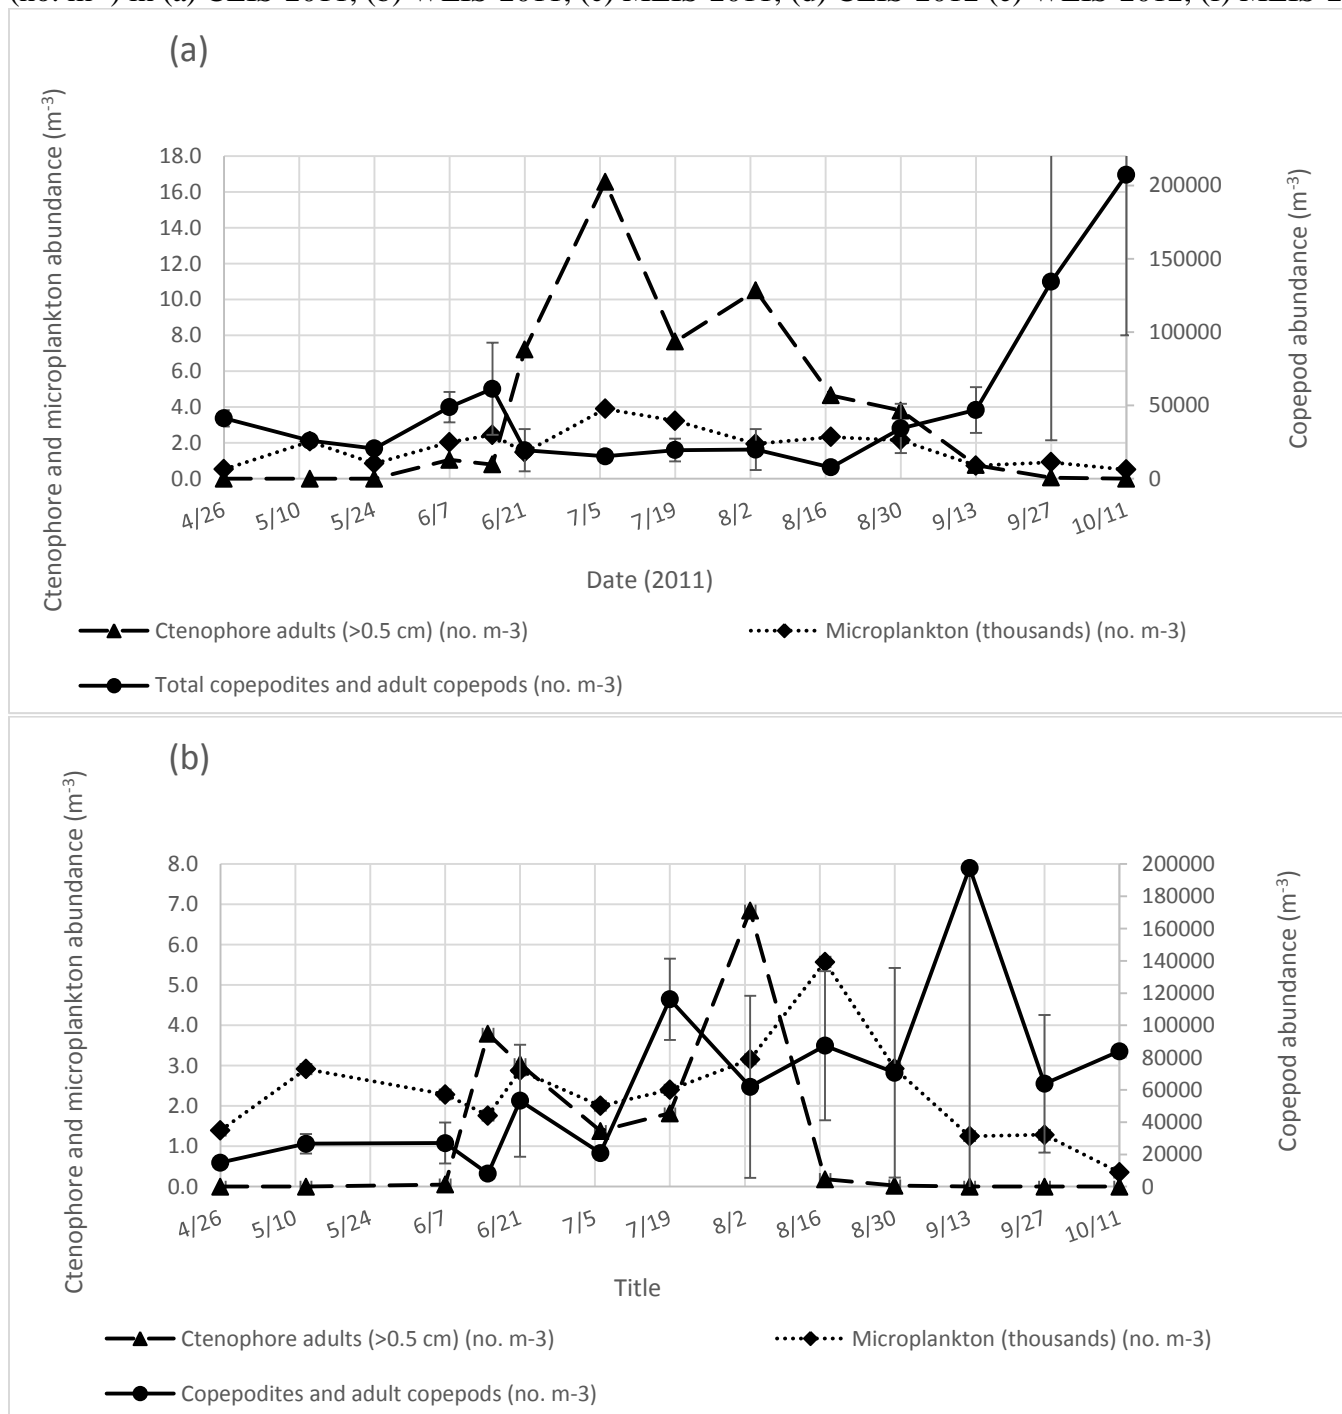 (a)
Ctenophore and microplankton abundance (m-3)
Copepod abundance (m-3)
18.0
16.0
14.0
12.0
10.0
8.0
6.0
4.0
2.0
0.0
200000
150000
100000
50000
0
4/26 5/10 5/24 6/7 6/21 7/5 7/19 8/2 8/16 8/30 9/13 9/27 10/11
Date (2011)
Ctenophore adults (>0.5 cm) (no. m-3)
Microplankton (thousands) (no. m-3)
Total copepodites and adult copepods (no. m-3)
(b)
Ctenophore and microplankton abundance (m-3)
Copepod abundance (m-3)
8.0
7.0
6.0
5.0
4.0
3.0
2.0
1.0
0.0
200000
180000
160000
140000
120000
100000
80000
60000
40000
20000
0
4/26 5/10 5/24 6/7 6/21 7/5 7/19 8/2 8/16 8/30 9/13 9/27 10/11
Title
Ctenophore adults (>0.5 cm) (no. m-3)
Microplankton (thousands) (no. m-3)
Copepodites and adult copepods (no. m-3)